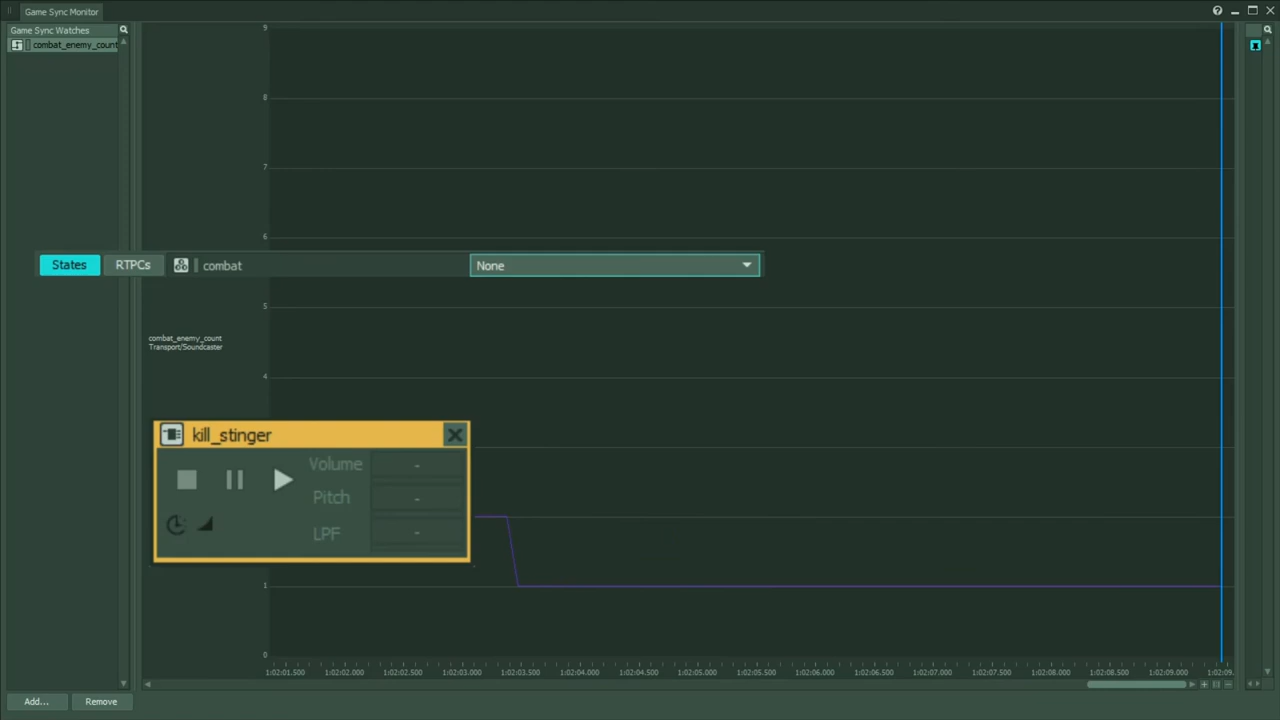 Game Sync Monitor
Game Sync Watches
combat_enemy_count
9
8
7
6
States RTPCs combat None
5
combat_enemy_count
Transport/Soundcaster
4
kill_stinger
Volume -
Pitch -
LPF -
1
0
1:02:01.500 1:02:02.000 1:02:02.500 1:02:03.000 1:02:03.500 1:02:04.000 1:02:04.500 1:02:05.000 1:02:05.500 1:02:06.000 1:02:06.500 1:02:07.000 1:02:07.500 1:02:08.000 1:02:08.500 1:02:09.000 1:02:09.
Add... Remove